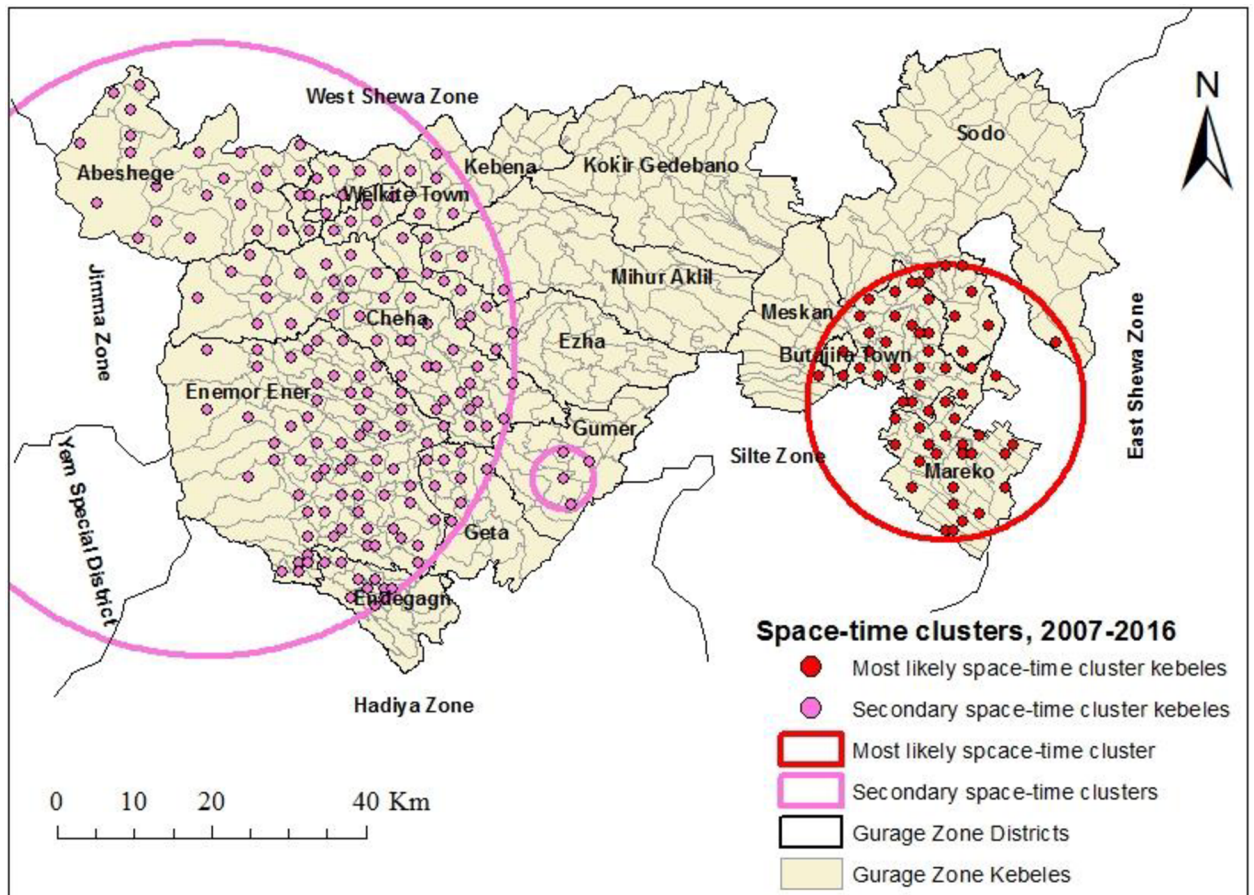 N
West Shewa Zone
Sodo
Kebena
Kokir Gedebano
Abeshege
Welkite Town
Jimma Zone
Mihur Aklil
Meskan
Cheha
Ezha
Butajira Town
East Shewa Zone
Enemor Ener
Gumer
Silte Zone
Mareko
Yem Special District
Geta
Endegagn
Hadiya Zone
Space-time clusters, 2007-2016
Most likely space-time cluster kebeles
Secondary space-time cluster kebeles
Most likely spcace-time cluster
Secondary space-time clusters
Gurage Zone Districts
Gurage Zone Kebeles
0 10 20 40 Km